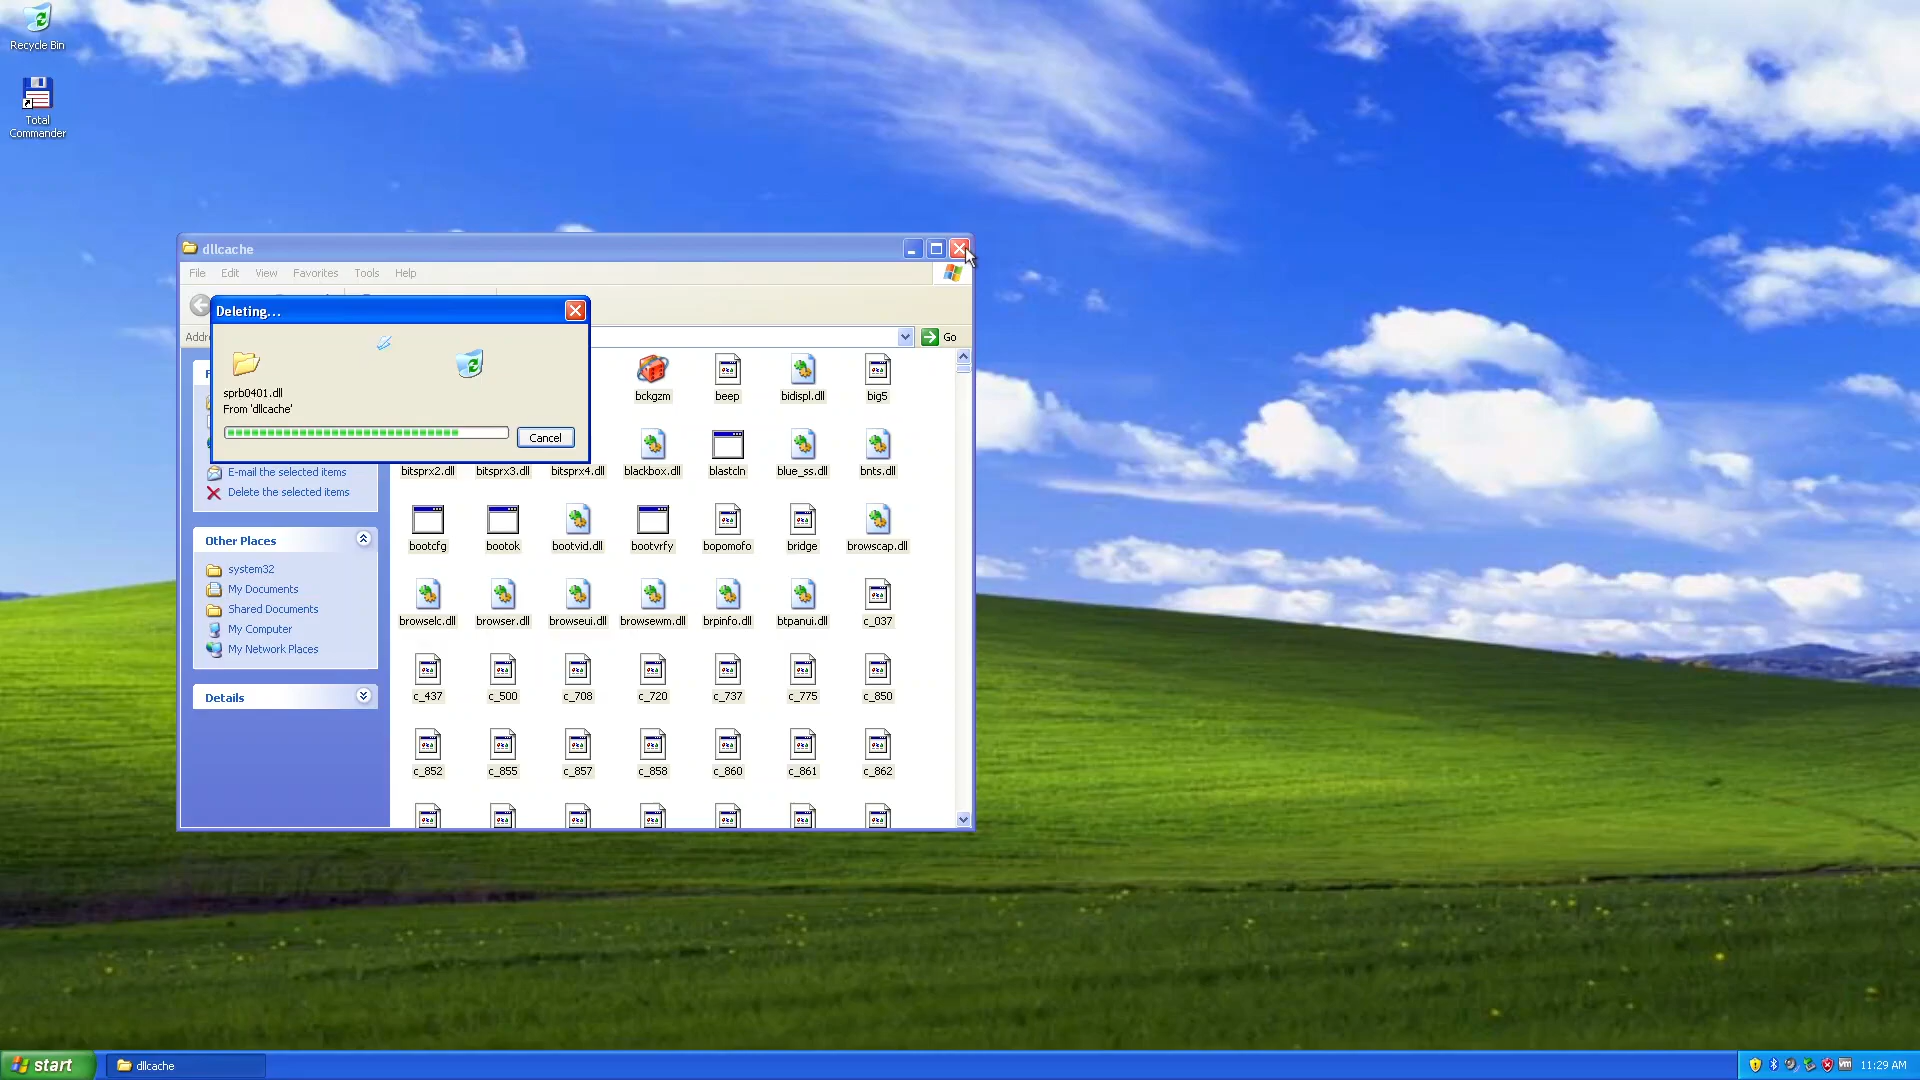 Recycle Bin
Total
Commander
dllcache
File Edit View Favorites Tools Help
Deleting...
Go
sprb0401.dll
From 'dllcache'
Cancel
E-mail the selected items
Delete the selected items
Other Places
system32
My Documents
Shared Documents
My Computer
My Network Places
Details
bckgzm beep bidispl.dll big5
bitsprx2.dll bitsprx3.dll bitsprx4.dll blackbox.dll blastcln blue_ss.dll bnts.dll
bootcfg bootok bootvid.dll bootvrfy bopomofo bridge browscap.dll
browselc.dll browser.dll browseui.dll browsewm.dll brpinfo.dll btpanui.dll c_037
c_437 c_500 c_708 c_720 c_737 c_775 c_850
c_852 c_855 c_857 c_858 c_860 c_861 c_862
start
dllcache
11:29 AM